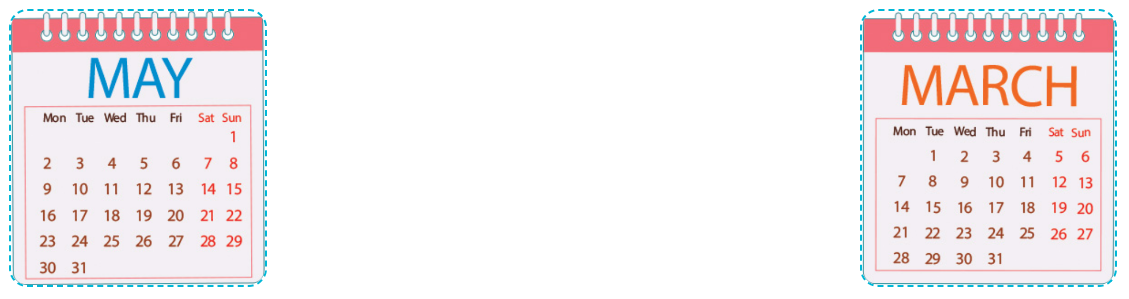 MAY
Mon Tue Wed Thu Fri Sat Sun
1
2 3 4 5 6 7 8
9 10 11 12 13 14 15
16 17 18 19 20 21 22
23 24 25 26 27 28 29
30 31
MARCH
Mon Tue Wed Thu Fri Sat Sun
1 2 3 4 5 6
7 8 9 10 11 12 13
14 15 16 17 18 19 20
21 22 23 24 25 26 27
28 29 30 31